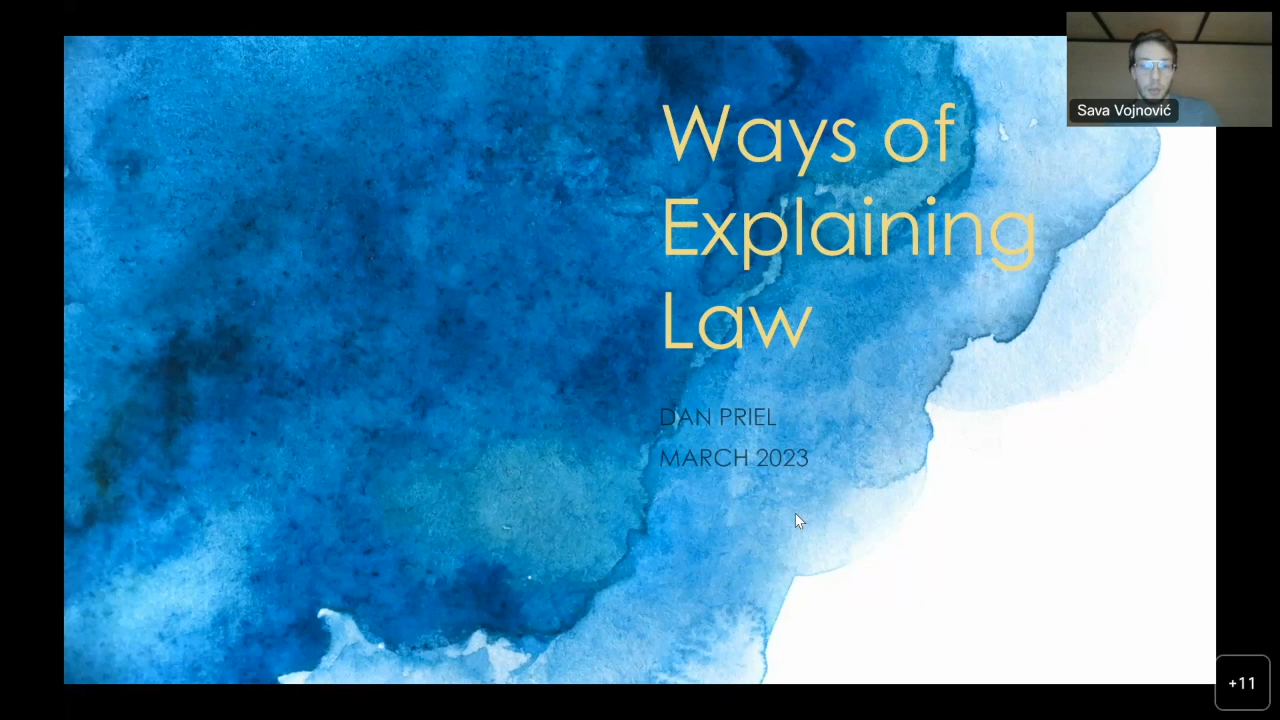 Ways of
Explaining
Law
DAN PRIEL
MARCH 2023
Sava Vojnović
+11